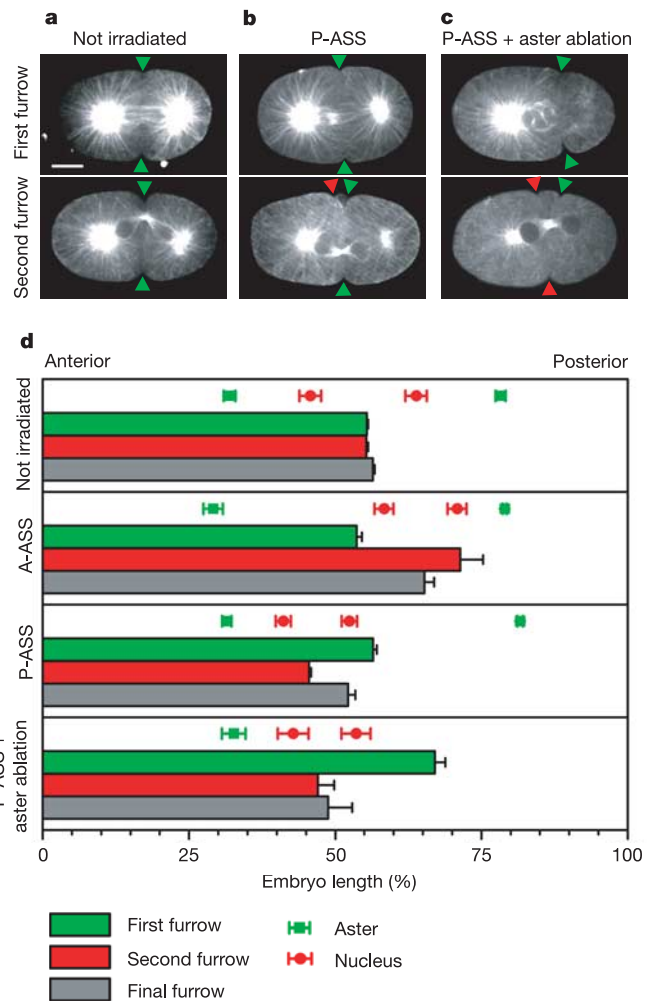 a
Not irradiated
b
P-ASS
c
P-ASS + aster ablation
First furrow
Second furrow
d
Anterior
Posterior
Not irradiated
A-ASS
P-ASS
aster ablation
0
25
50
75
100
Embryo length (%)
First furrow
Second furrow
Final furrow
Aster
Nucleus